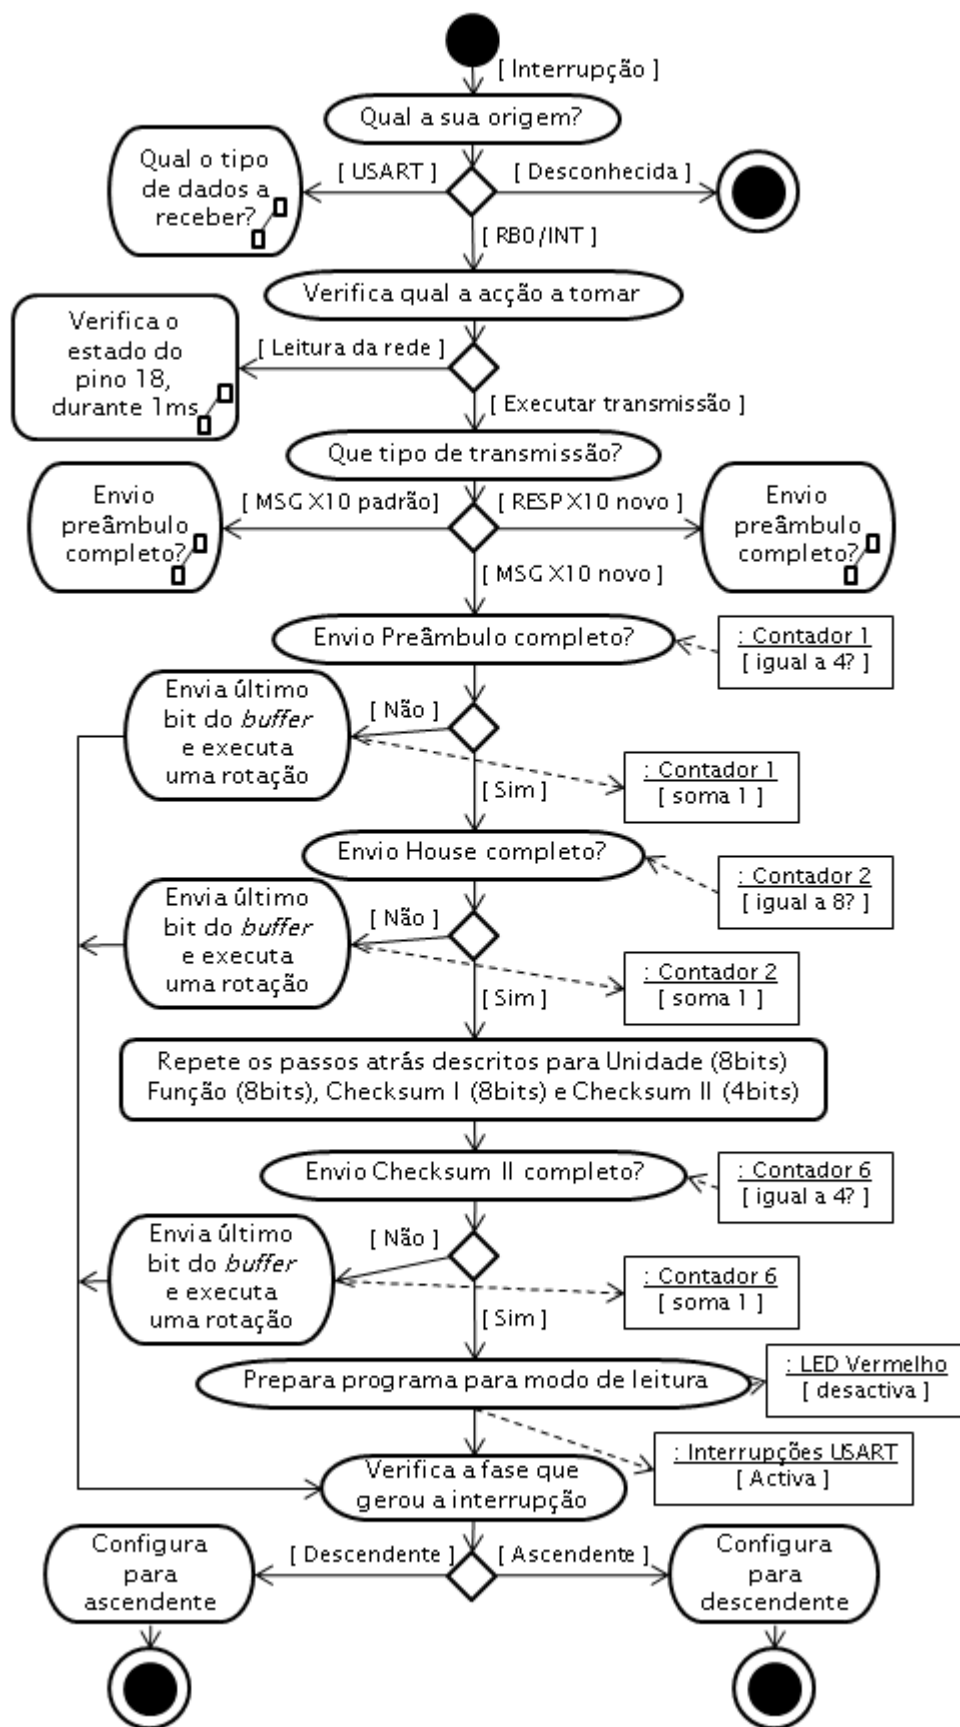 [ Interrupção ]
Qual a sua origem?
Qual o tipo
de dados a
receber?
[ USART ]
[ Desconhecida ]
[ RB0/INT ]
Verifica qual a acção a tomar
Verifica o
estado do
pino 18,
durante 1ms
[ Leitura da rede ]
[ Executar transmissão ]
Que tipo de transmissão?
Envio
preâmbulo
completo?
[ MSG X10 padrão]
[ RESP X10 novo ]
Envio
preâmbulo
completo?
[ MSG X10 novo ]
Envio Preâmbulo completo?
: Contador 1
[ igual a 4? ]
Envia último
bit do buffer
e executa
uma rotação
[ Não ]
: Contador 1
[ soma 1 ]
[ Sim ]
Envio House completo?
: Contador 2
[ igual a 8? ]
Envia último
bit do buffer
e executa
uma rotação
[ Não ]
: Contador 2
[ soma 1 ]
[ Sim ]
Repete os passos atrás descritos para Unidade (8bits)
Função (8bits), Checksum I (8bits) e Checksum II (4bits)
Envio Checksum II completo?
: Contador 6
[ igual a 4? ]
Envia último
bit do buffer
e executa
uma rotação
[ Não ]
: Contador 6
[ soma 1 ]
[ Sim ]
Prepara programa para modo de leitura
: LED Vermelho
[ desactiva ]
: Interrupções USART
[ Activa ]
Verifica a fase que
gerou a interrupção
Configura
para
ascendente
[ Descendente ]
[ Ascendente ]
Configura
para
descendente